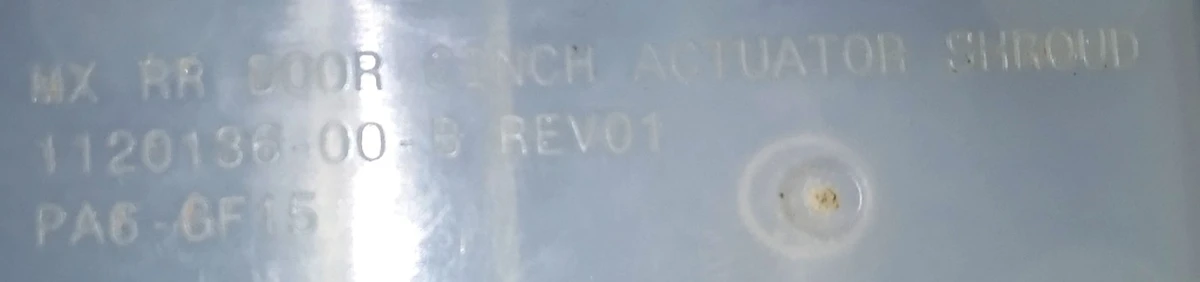 MX RR DOOR CINCH ACTUATOR SHROUD
1120136-00-B REV01
PA6-GF15